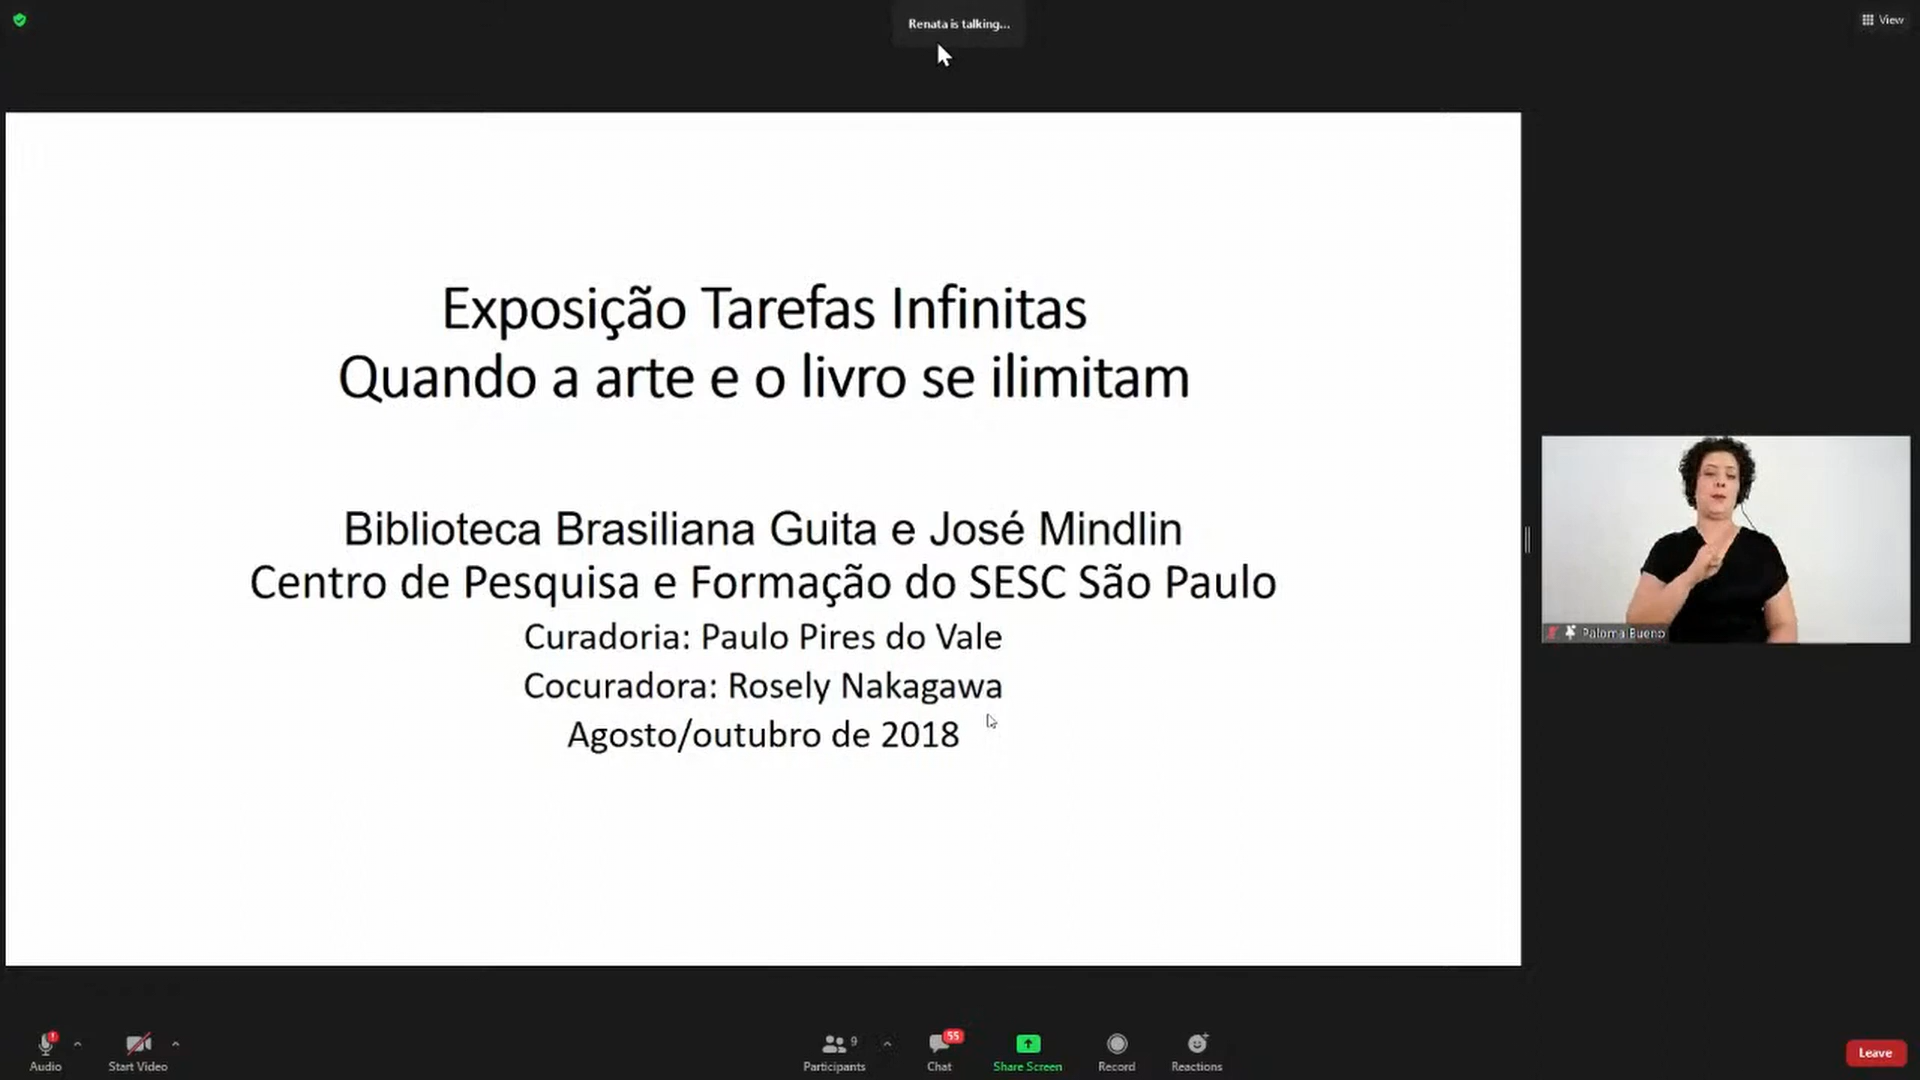 Renata is talking...
View
Exposição Tarefas Infinitas
Quando a arte e o livro se ilimitam
Biblioteca Brasiliana Guita e José Mindlin
Centro de Pesquisa e Formação do SESC São Paulo
Curadoria: Paulo Pires do Vale
Cocuradora: Rosely Nakagawa
Agosto/outubro de 2018
Paloma Bueno
Audio
Start Video
Participants 9
Chat 55
Share Screen
Record
Reactions
Leave